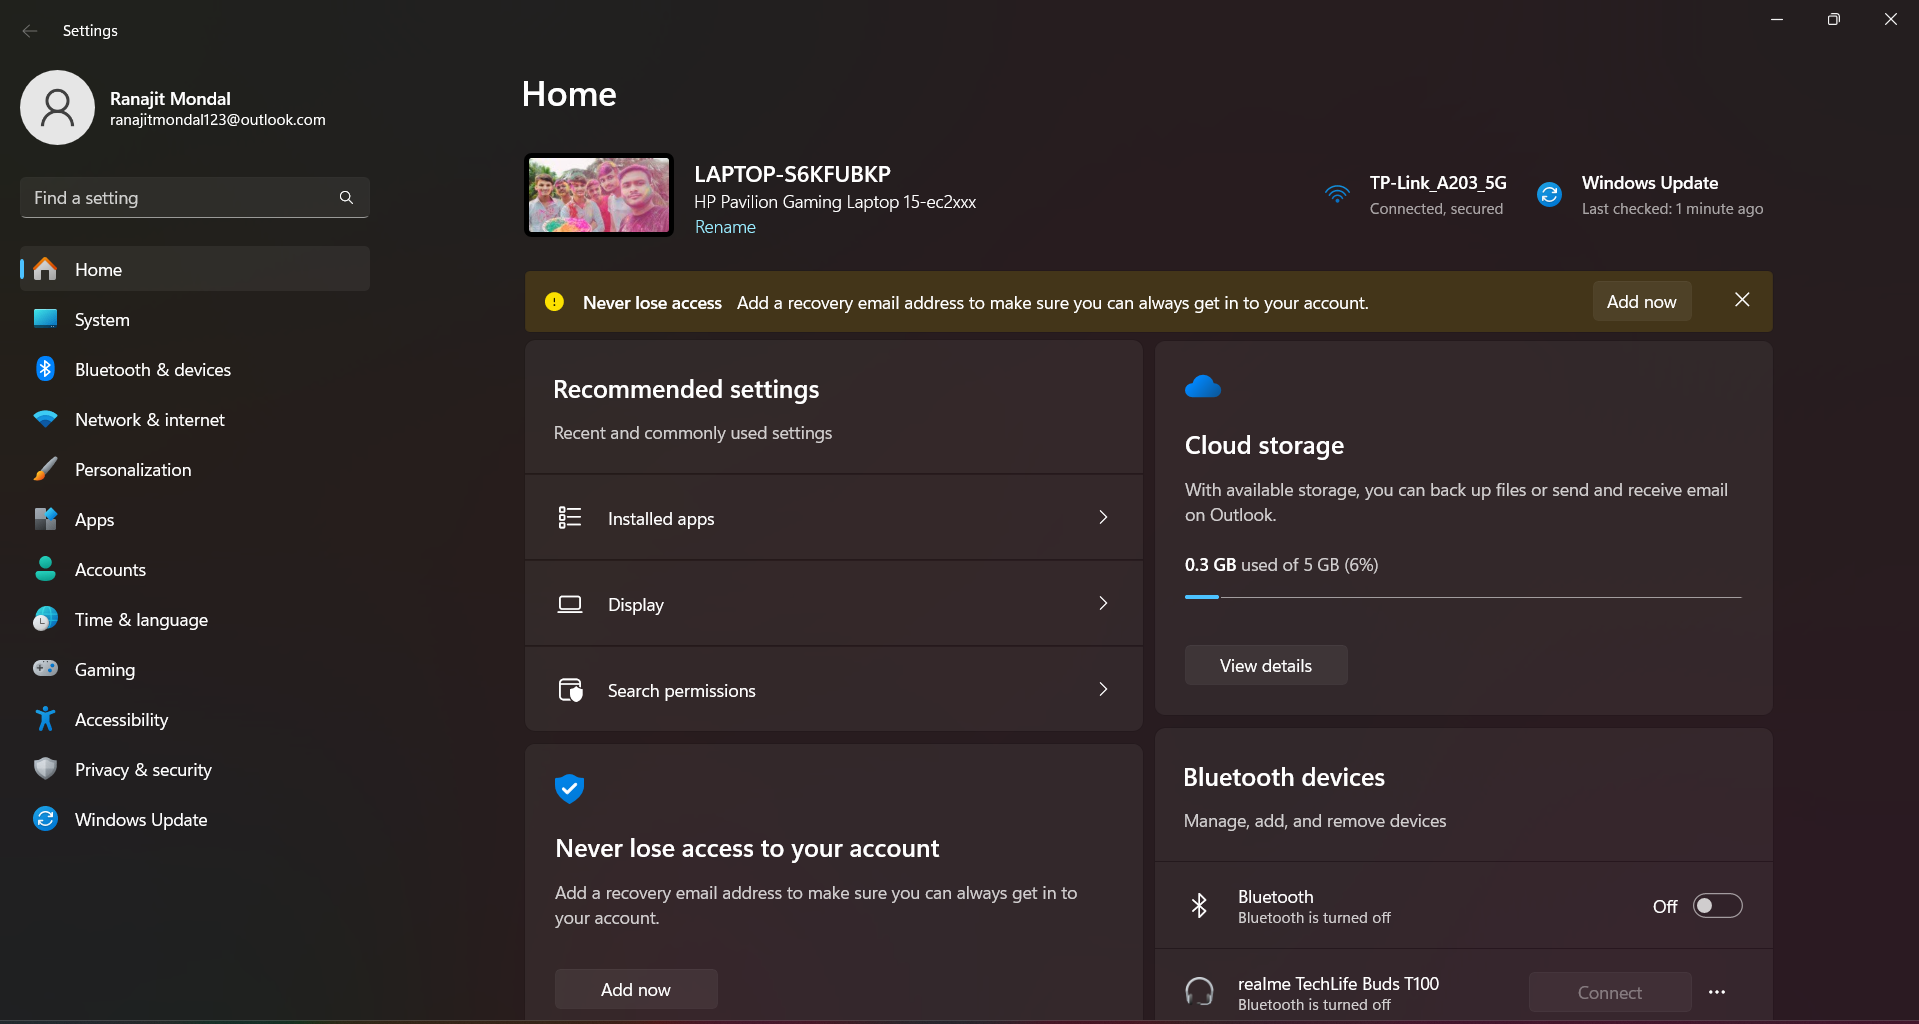 Settings
Ranajit Mondal
ranajitmondal123@outlook.com
Find a setting
Home
System
Bluetooth & devices
Network & internet
Personalization
Apps
Accounts
Time & language
Gaming
Accessibility
Privacy & security
Windows Update
Home
LAPTOP-S6KFUBKP
HP Pavilion Gaming Laptop 15-ec2xxx
Rename
TP-Link_A203_5G
Connected, secured
Windows Update
Last checked: 1 minute ago
Never lose access Add a recovery email address to make sure you can always get in to your account.
Add now
Recommended settings
Recent and commonly used settings
Installed apps
Display
Search permissions
Never lose access to your account
Add a recovery email address to make sure you can always get in to
your account.
Add now
Cloud storage
With available storage, you can back up files or send and receive email
on Outlook.
0.3 GB used of 5 GB (6%)
View details
Bluetooth devices
Manage, add, and remove devices
Bluetooth
Bluetooth is turned off
Off
realme TechLife Buds T100
Bluetooth is turned off
Connect